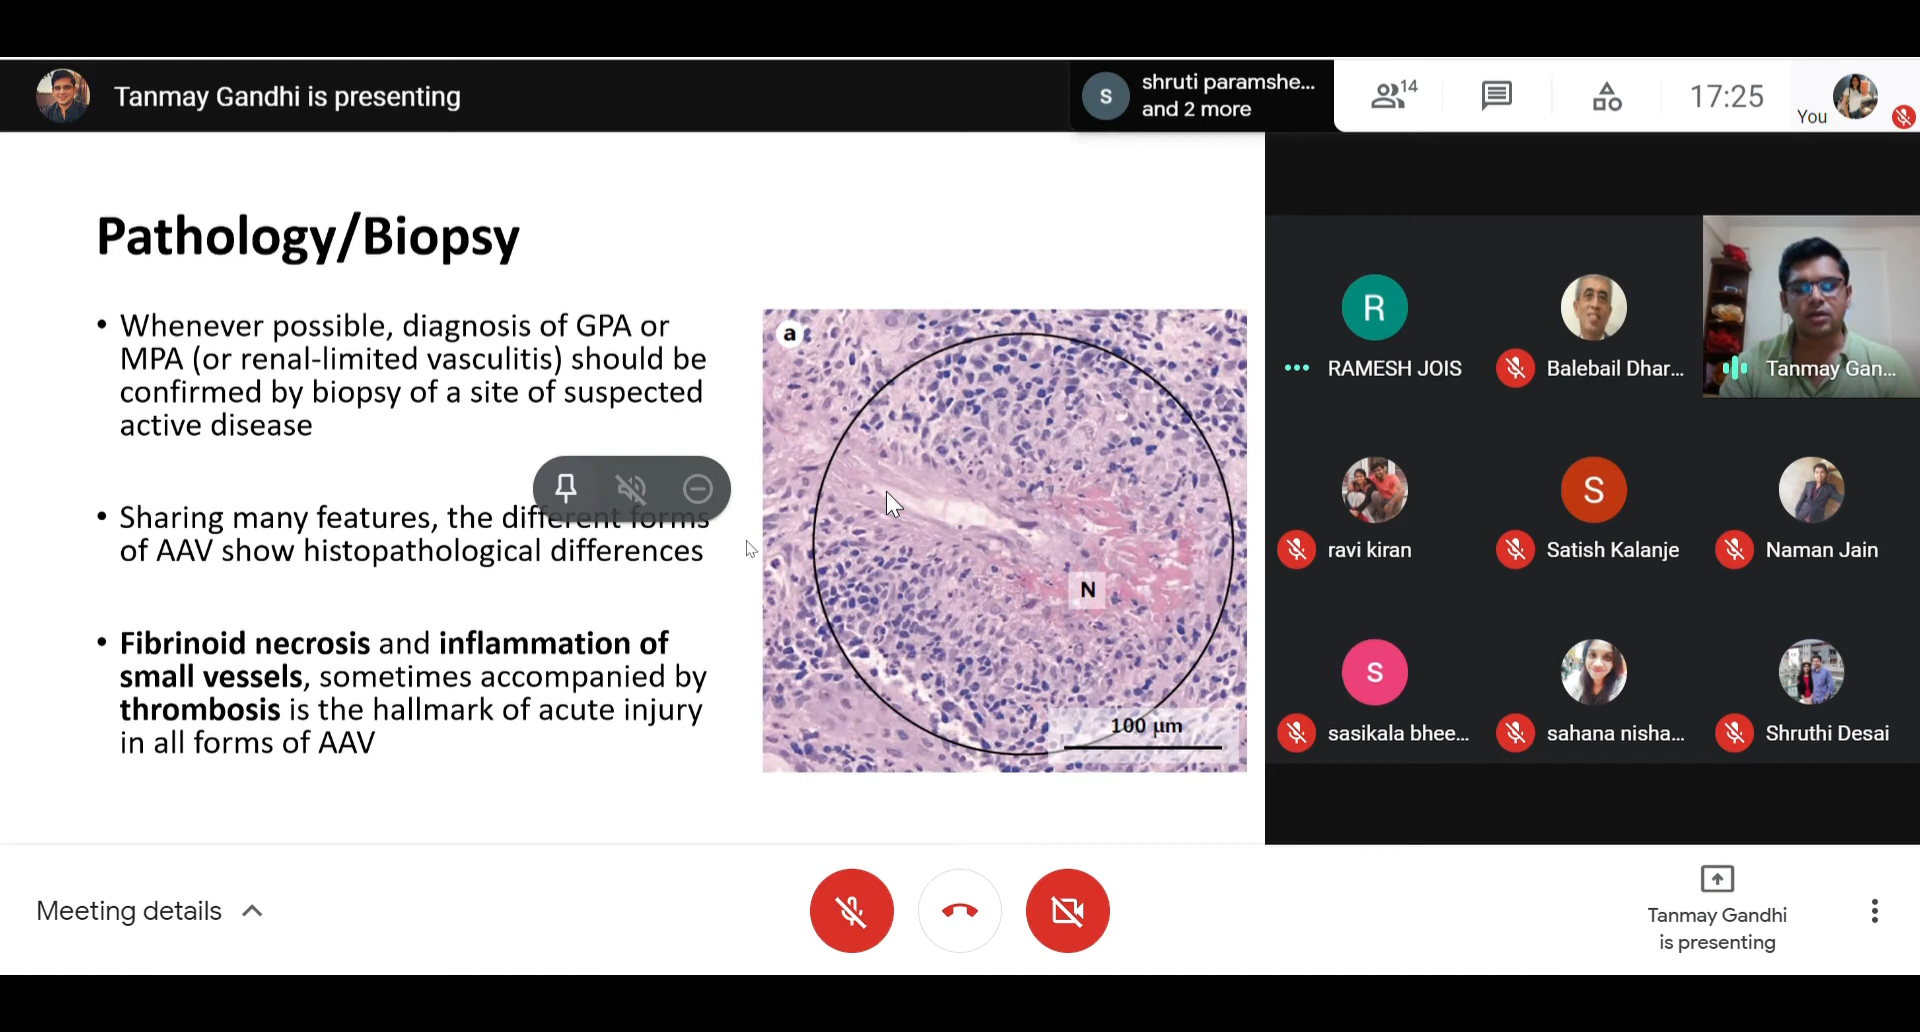 Tanmay Gandhi is presenting
S
shruti paramshe...
and 2 more
14
17:25
You
Pathology/Biopsy
• Whenever possible, diagnosis of GPA or
MPA (or renal-limited vasculitis) should be
confirmed by biopsy of a site of suspected
active disease
• Sharing many features, the different forms
of AAV show histopathological differences
• Fibrinoid necrosis and inflammation of
small vessels, sometimes accompanied by
thrombosis is the hallmark of acute injury
in all forms of AAV
a
N
100 μm
R
RAMESH JOIS
Balebail Dhar...
Tanmay Gan...
ravi kiran
S
Satish Kalanje
Naman Jain
S
sasikala bhee...
sahana nisha...
Shruthi Desai
Meeting details
Tanmay Gandhi
is presenting